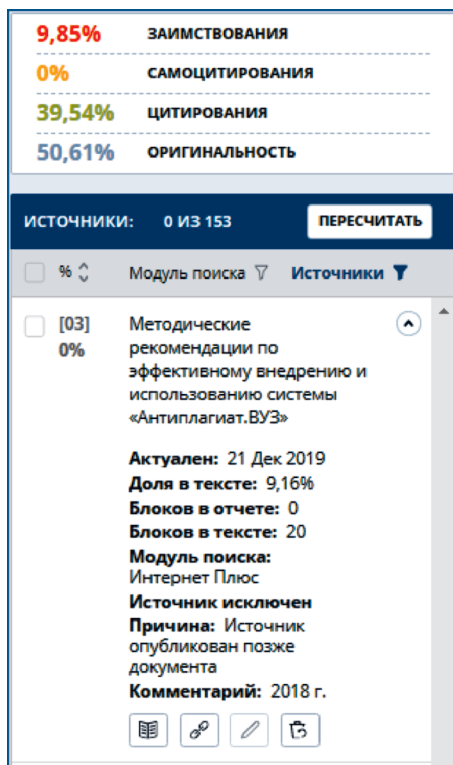 9,85% ЗАИМСТВОВАНИЯ
0% САМОЦИТИРОВАНИЯ
39,54% ЦИТИРОВАНИЯ
50,61% ОРИГИНАЛЬНОСТЬ
ИСТОЧНИКИ: 0 ИЗ 153 ПЕРЕСЧИТАТЬ
% Модуль поиска Источники
[03] Методические
0% рекомендации по
эффективному внедрению и
использованию системы
«Антиплагиат.ВУЗ»
Актуален: 21 Дек 2019
Доля в тексте: 9,16%
Блоков в отчете: 0
Блоков в тексте: 20
Модуль поиска:
Интернет Плюс
Источник исключен
Причина: Источник
опубликован позже
документа
Комментарий: 2018 г.